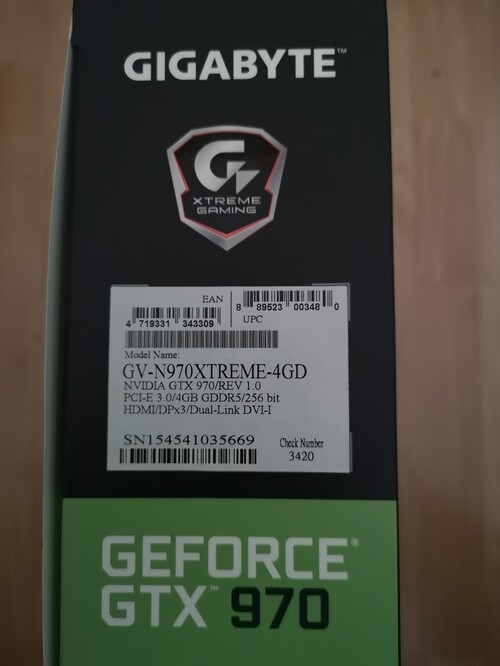 GIGABYTE™
G
XTREME
GAMING
EAN
4 719331 343309
8 89523 00348 0
UPC
Model Name:
GV-N970XTREME-4GD
NVIDIA GTX 970/REV 1.0
PCI-E 3.0/4GB GDDR5/256 bit
HDMI/DPx3/Dual-Link DVI-I
SN154541035669
Check Number
3420
GEFORCE®
GTX™ 970